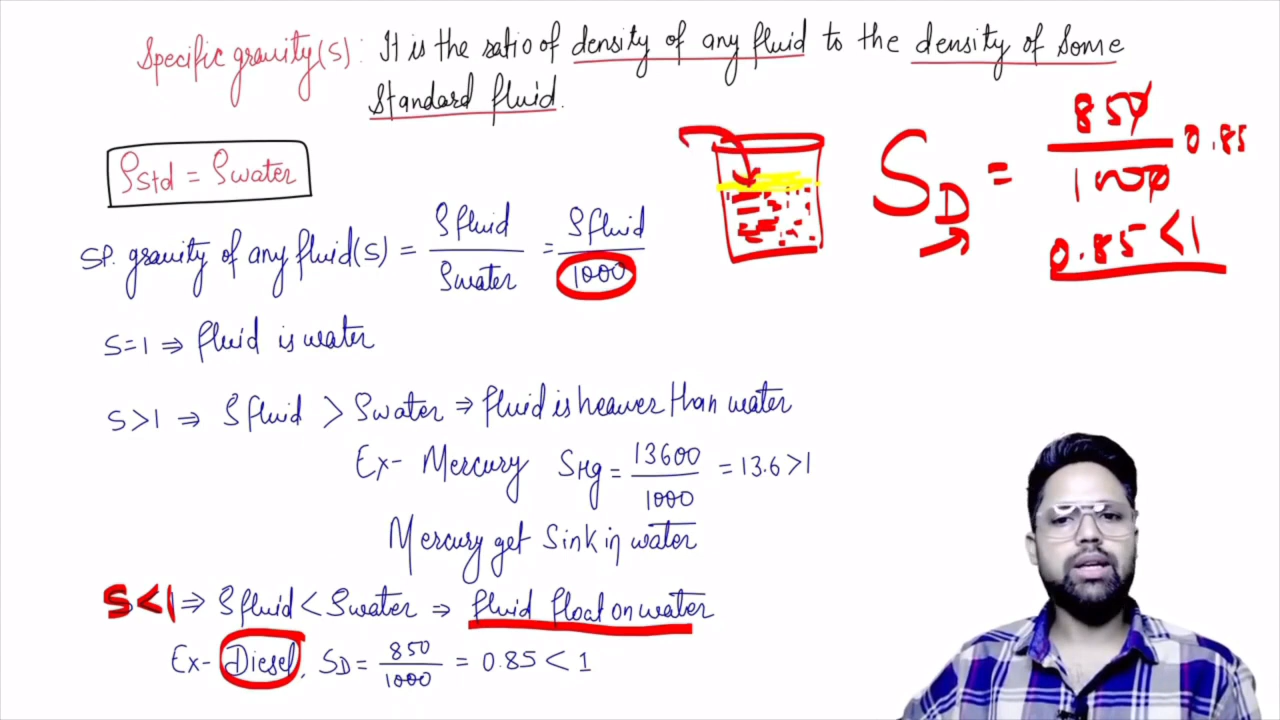 Specific gravity(S): It is the ratio of density of any fluid to the density of Some
Standard fluid.
ρstd = ρwater
SP. gravity of any fluid(s) = ρfluid/ρwater = ρfluid/1000
S=1 ⇒ fluid is water
S>1 ⇒ ρfluid > ρwater ⇒ fluid is heavier than water
Ex- Mercury SHg = 13600/1000 = 13.6>1
Mercury get Sink in water
S<1 ⇒ ρfluid < ρwater ⇒ fluid float on water
Ex- Diesel, SD = 850/1000 = 0.85 < 1
SD = 850/1000 0.85
0.85 < 1